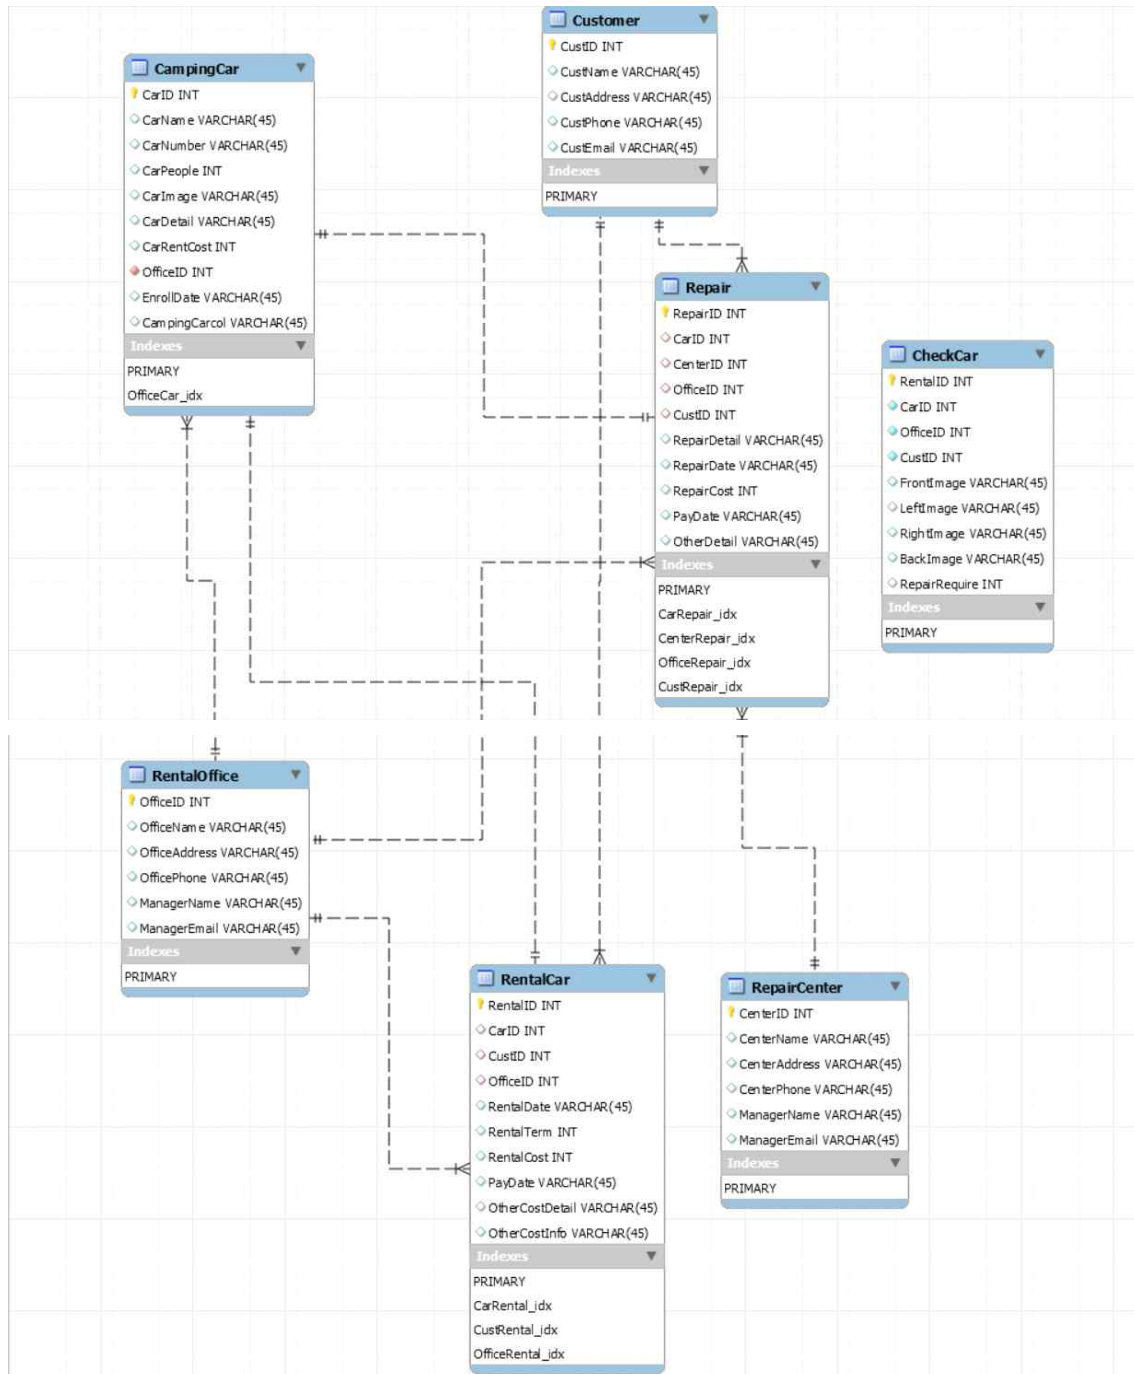 Customer
CustID INT
CustName VARCHAR(45)
CustAddress VARCHAR(45)
CustPhone VARCHAR(45)
CustEmail VARCHAR(45)
Indexes
PRIMARY
CampingCar
CarID INT
CarName VARCHAR(45)
CarNumber VARCHAR(45)
CarPeople INT
CarImage VARCHAR(45)
CarDetail VARCHAR(45)
CarRentCost INT
OfficeID INT
EnrollDate VARCHAR(45)
CampingCarcol VARCHAR(45)
Indexes
PRIMARY
OfficeCar_idx
Repair
RepairID INT
CarID INT
CenterID INT
OfficeID INT
CustID INT
RepairDetail VARCHAR(45)
RepairDate VARCHAR(45)
RepairCost INT
PayDate VARCHAR(45)
OtherDetail VARCHAR(45)
Indexes
PRIMARY
CarRepair_idx
CenterRepair_idx
OfficeRepair_idx
CustRepair_idx
CheckCar
RentalID INT
CarID INT
OfficeID INT
CustID INT
FrontImage VARCHAR(45)
LeftImage VARCHAR(45)
RightImage VARCHAR(45)
BackImage VARCHAR(45)
RepairRequire INT
Indexes
PRIMARY
RentalOffice
OfficeID INT
OfficeName VARCHAR(45)
OfficeAddress VARCHAR(45)
OfficePhone VARCHAR(45)
ManagerName VARCHAR(45)
ManagerEmail VARCHAR(45)
Indexes
PRIMARY
RentalCar
RentalID INT
CarID INT
CustID INT
OfficeID INT
RentalDate VARCHAR(45)
RentalTerm INT
RentalCost INT
PayDate VARCHAR(45)
OtherCostDetail VARCHAR(45)
OtherCostInfo VARCHAR(45)
Indexes
PRIMARY
CarRental_idx
CustRental_idx
OfficeRental_idx
RepairCenter
CenterID INT
CenterName VARCHAR(45)
CenterAddress VARCHAR(45)
CenterPhone VARCHAR(45)
ManagerName VARCHAR(45)
ManagerEmail VARCHAR(45)
Indexes
PRIMARY